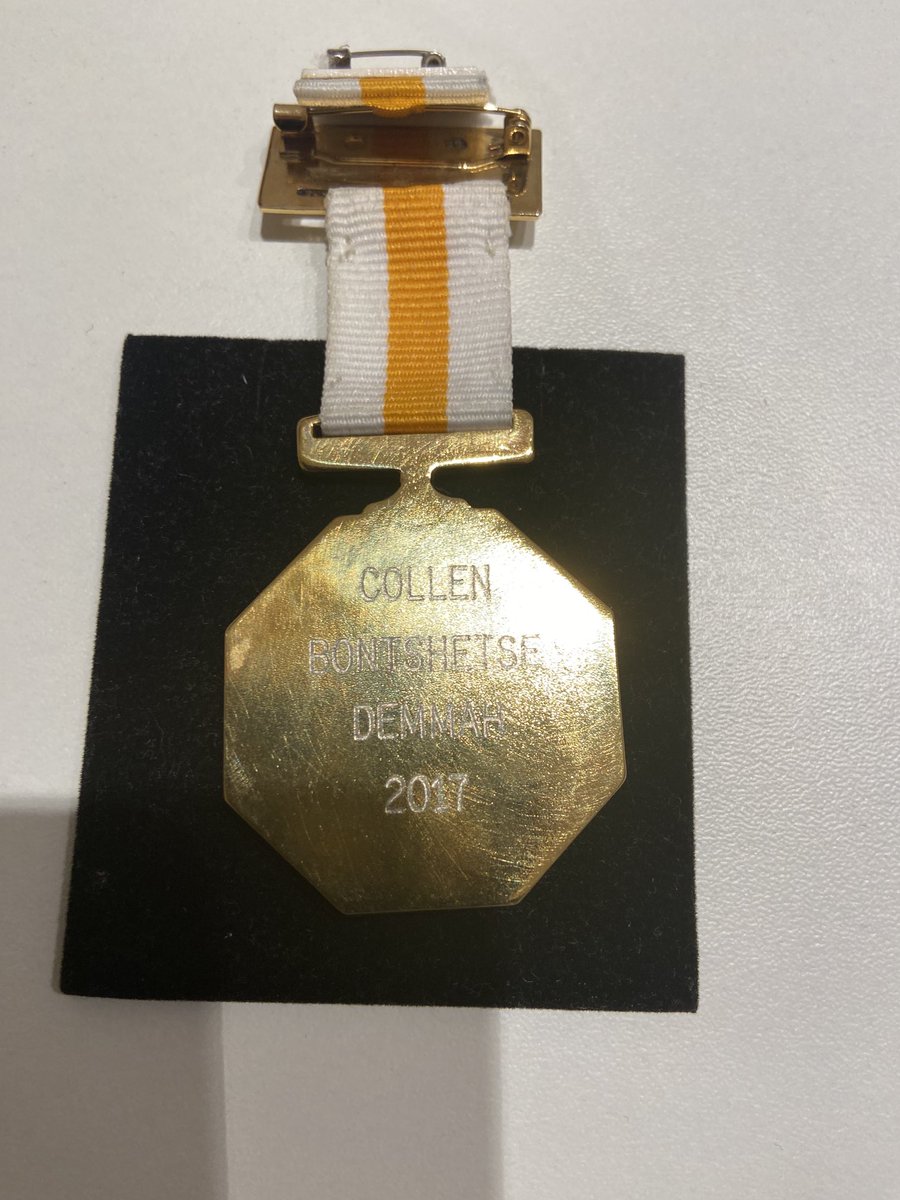 COLLEN
BONTSHETSE
DEMMAH
2017